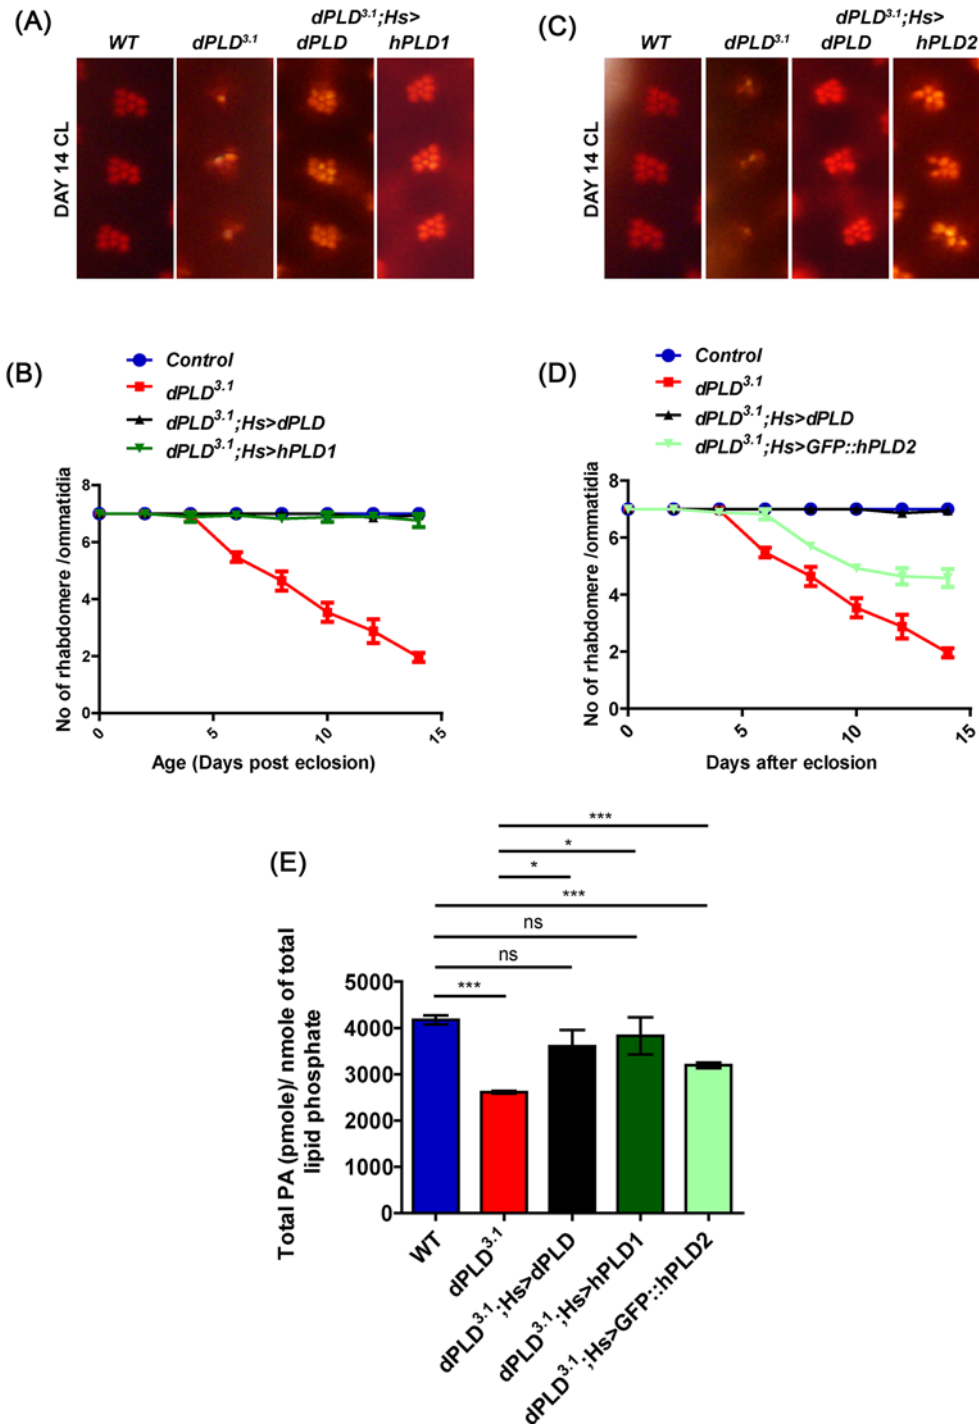 (A)
dPLD3.1;Hs>
WT dPLD3.1 dPLD hPLD1
DAY 14 CL
(C)
dPLD3.1;Hs>
WT dPLD3.1 dPLD hPLD2
DAY 14 CL
(B)
Control
dPLD3.1
dPLD3.1;Hs>dPLD
dPLD3.1;Hs>hPLD1
No of rhabdomere /ommatidia
8
6
4
2
0
0 5 10 15
Age (Days post eclosion)
(D)
Control
dPLD3.1
dPLD3.1;Hs>dPLD
dPLD3.1;Hs>GFP::hPLD2
No of rhabdomere /ommatidia
8
6
4
2
0
0 5 10 15
Days after eclosion
(E)
***
*
*
***
ns
ns
***
Total PA (pmole)/ nmole of total
lipid phosphate
5000
4000
3000
2000
1000
0
WT
dPLD3.1
dPLD3.1;Hs>dPLD
dPLD3.1;Hs>hPLD1
dPLD3.1;Hs>GFP::hPLD2